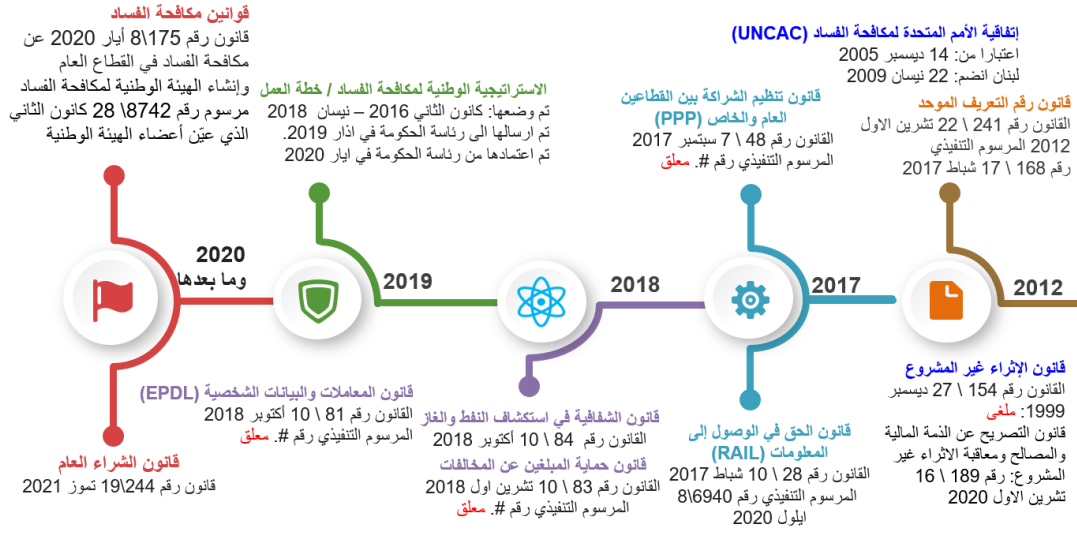 إتفاقية الأمم المتحدة لمكافحة الفساد (UNCAC)
اعتبارا من: 14 ديسمبر 2005
لبنان انضم: 22 نيسان 2009
قانون رقم التعريف الموحد
القانون رقم 241 \ 22 تشرين الاول
2012 المرسوم التنفيذي
رقم 168 \ 17 شباط 2017
2012
قانون الإثراء غير المشروع
القانون رقم 154 \ 27 ديسمبر
1999: ملغى
قانون التصريح عن الذمة المالية
والمصالح ومعاقبة الاثراء غير
المشروع: رقم 189 \ 16
تشرين الاول 2020
قانون تنظيم الشراكة بين القطاعين
العام والخاص (PPP)
القانون رقم 48 \ 7 سبتمبر 2017
المرسوم التنفيذي رقم #. معلق
2017
قانون الحق في الوصول إلى
المعلومات (RAIL)
القانون رقم 28 \ 10 شباط 2017
المرسوم التنفيذي رقم 6940\8
ايلول 2020
2018
قانون الشفافية في استكشاف النفط والغاز
القانون رقم 84 \ 10 أكتوبر 2018
قانون حماية المبلغين عن المخالفات
القانون رقم 83 \ 10 تشرين اول 2018
المرسوم التنفيذي رقم #. معلق
قانون المعاملات والبيانات الشخصية (EPDL)
القانون رقم 81 \ 10 أكتوبر 2018
المرسوم التنفيذي رقم #. معلق
الاستراتيجية الوطنية لمكافحة الفساد / خطة العمل
تم وضعها: كانون الثاني 2016 – نيسان 2018
تم ارسالها الى رئاسة الحكومة في اذار 2019.
تم اعتمادها من رئاسة الحكومة في ايار 2020
2019
قوانين مكافحة الفساد
قانون رقم 175\8 أيار 2020 عن
مكافحة الفساد في القطاع العام
وإنشاء الهيئة الوطنية لمكافحة الفساد
مرسوم رقم 8742\ 28 كانون الثاني
الذي عيّن أعضاء الهيئة الوطنية
2020
وما بعدها
قانون الشراء العام
قانون رقم 244\19 تموز 2021